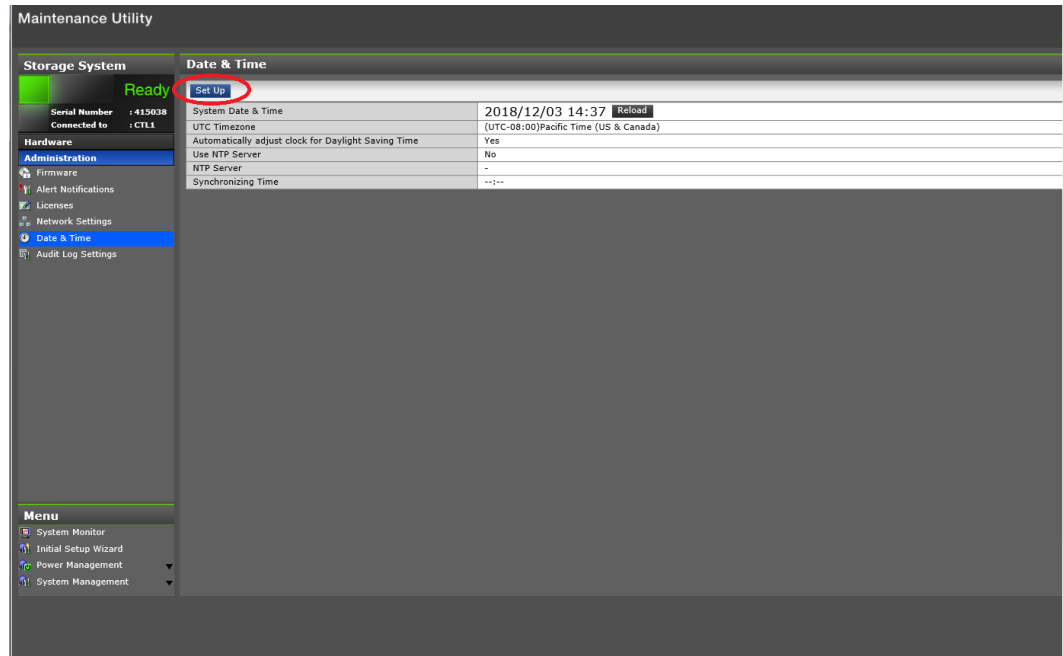 Maintenance Utility
Storage System
Ready
Serial Number : 415038
Connected to : CTL1
Hardware
Administration
Firmware
Alert Notifications
Licenses
Network Settings
Date & Time
Audit Log Settings
Menu
System Monitor
Initial Setup Wizard
Power Management
System Management
Date & Time
Set Up
System Date & Time 2018/12/03 14:37 Reload
UTC Timezone (UTC-08:00)Pacific Time (US & Canada)
Automatically adjust clock for Daylight Saving Time Yes
Use NTP Server No
NTP Server -
Synchronizing Time --:--